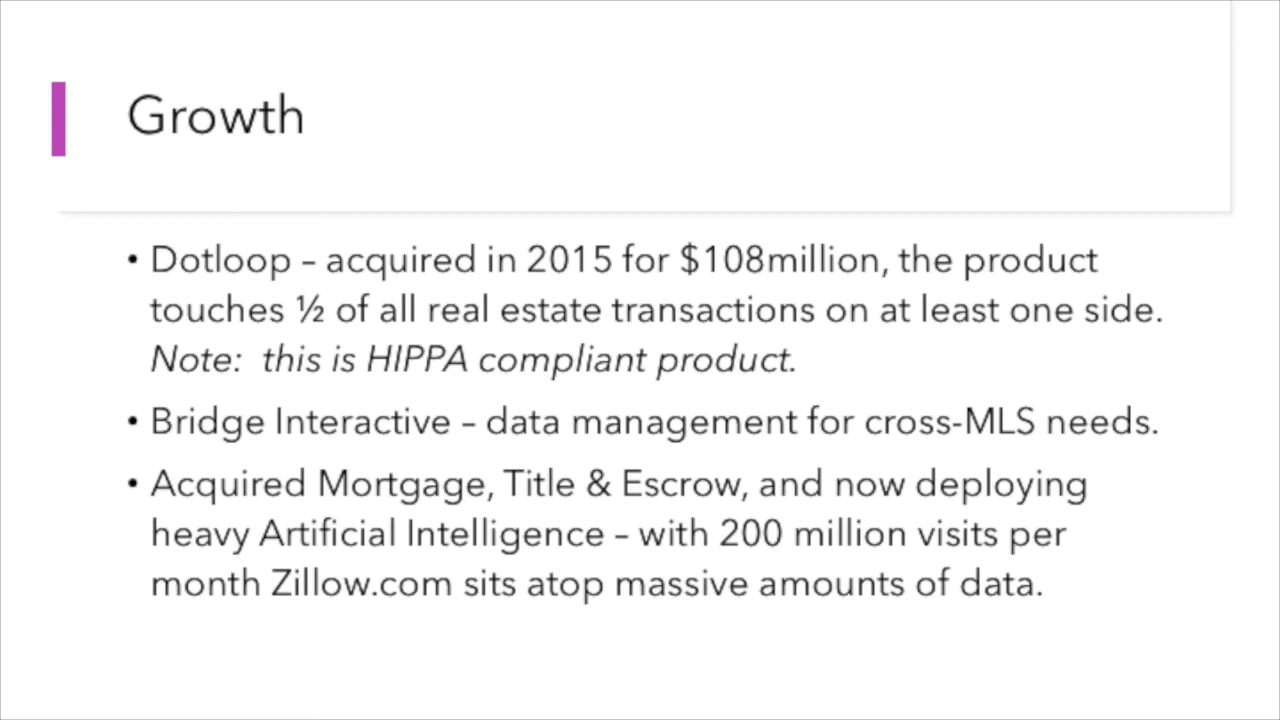 Growth
• Dotloop – acquired in 2015 for $108million, the product
touches ½ of all real estate transactions on at least one side.
Note:  this is HIPPA compliant product.
• Bridge Interactive – data management for cross-MLS needs.
• Acquired Mortgage, Title & Escrow, and now deploying
heavy Artificial Intelligence – with 200 million visits per
month Zillow.com sits atop massive amounts of data.